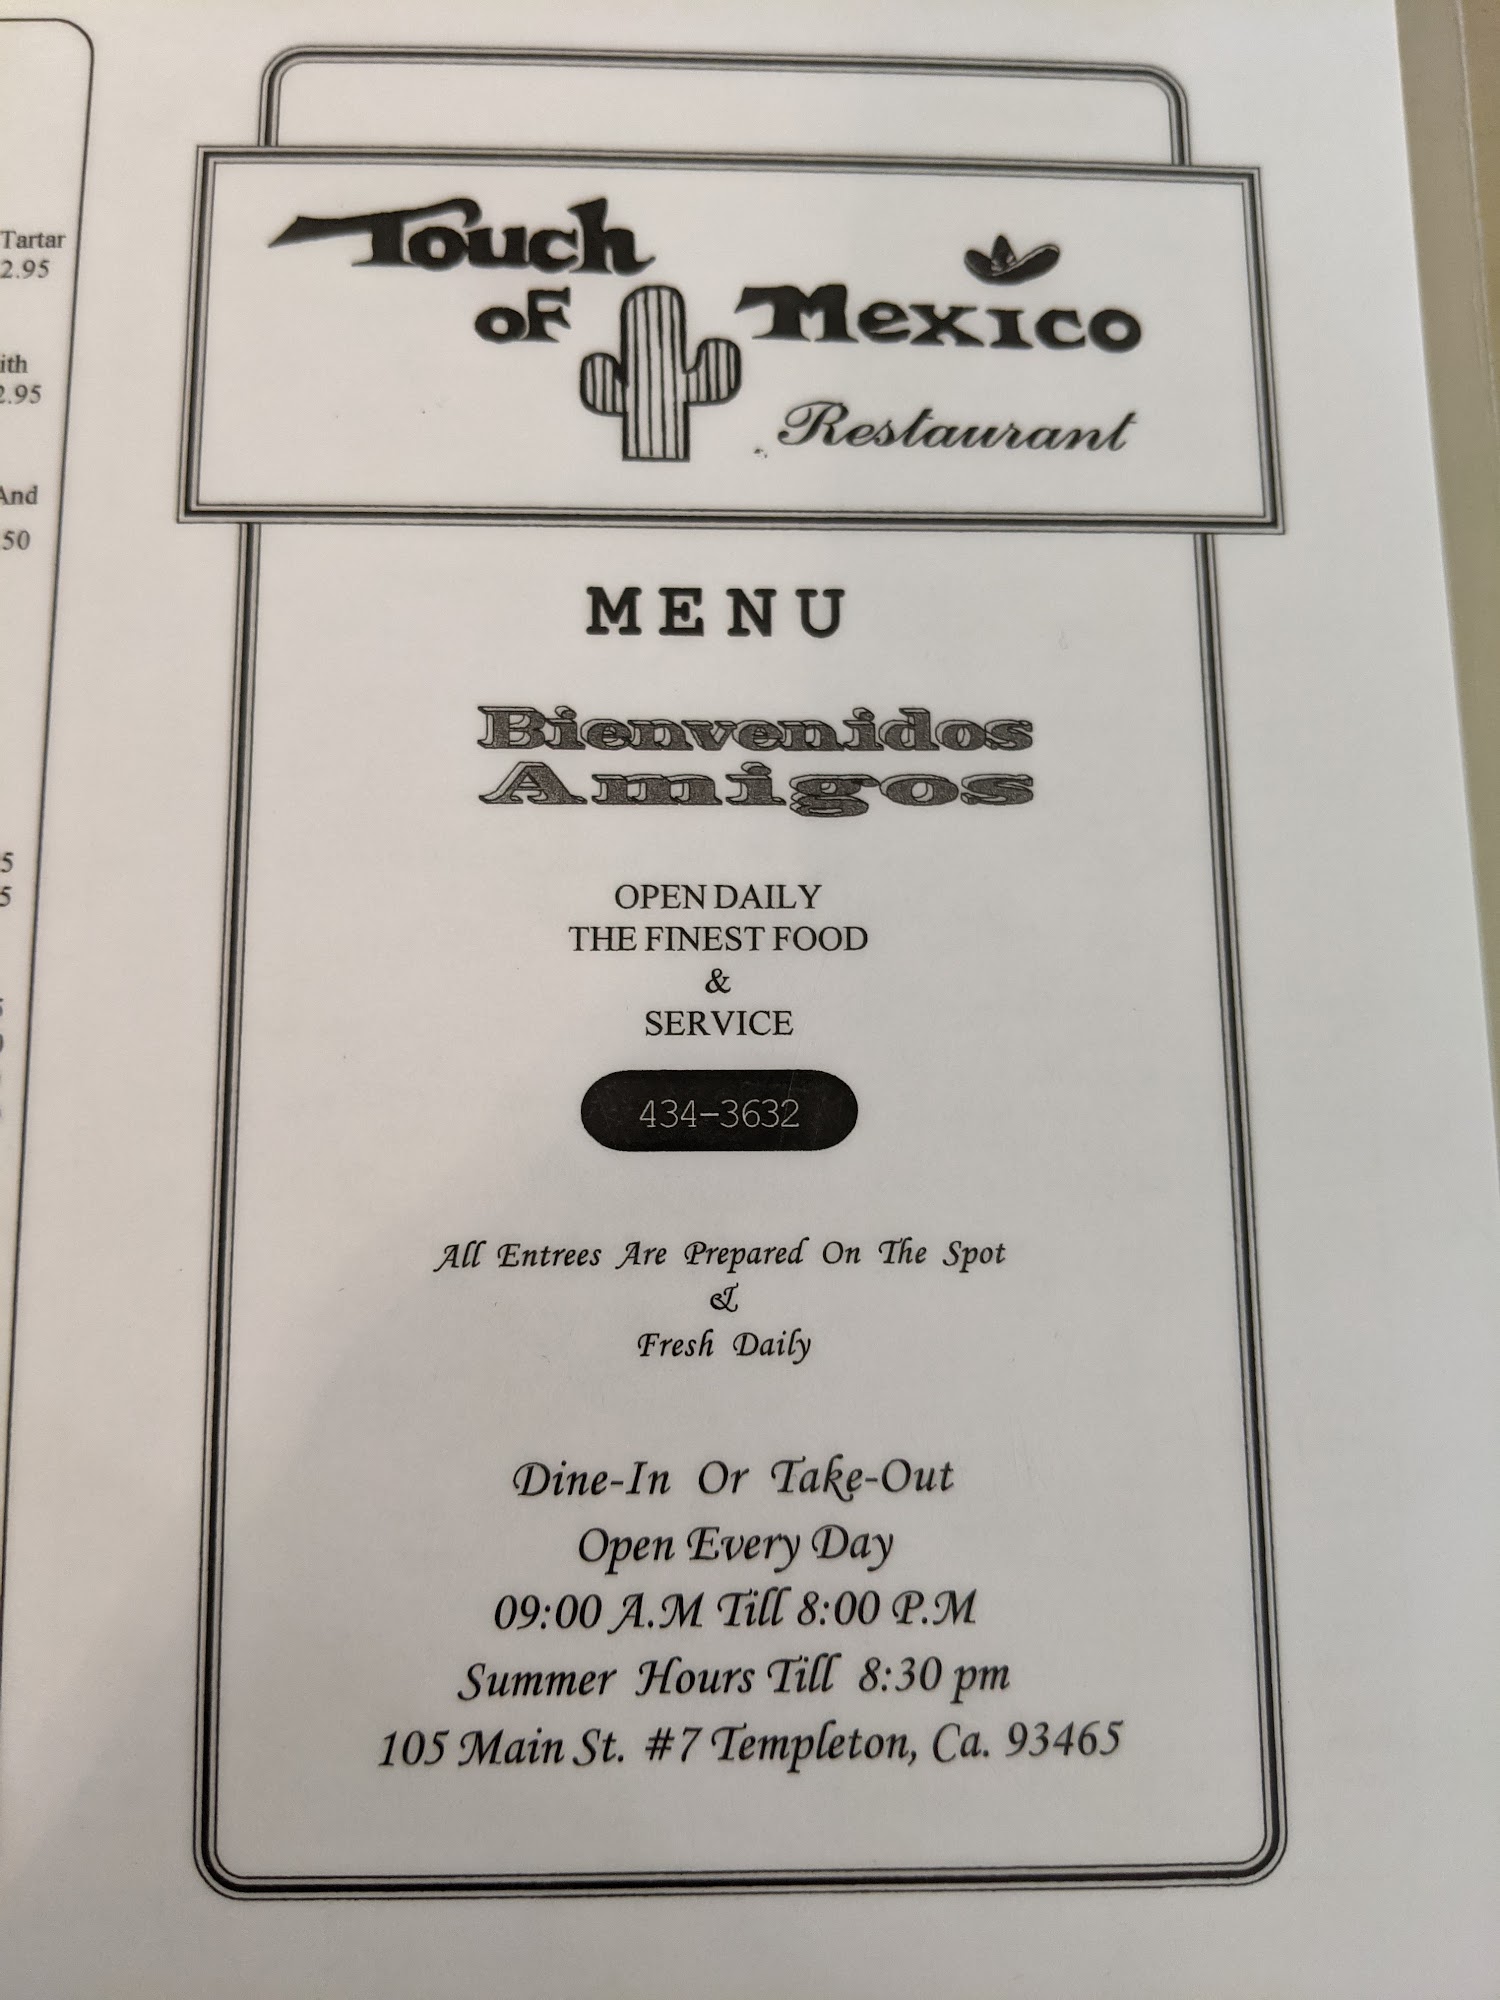 Tartar
2.95
ith
2.95
And
.50
5
5
Touch
of Mexico
Restaurant
MENU
Bienvenidos
Amigos
OPEN DAILY
THE FINEST FOOD
&
SERVICE
434-3632
All Entrees Are Prepared On The Spot
&
Fresh Daily
Dine-In Or Take-Out
Open Every Day
09:00 A.M Till 8:00 P.M
Summer Hours Till 8:30 pm
105 Main St. #7 Templeton, Ca. 93465